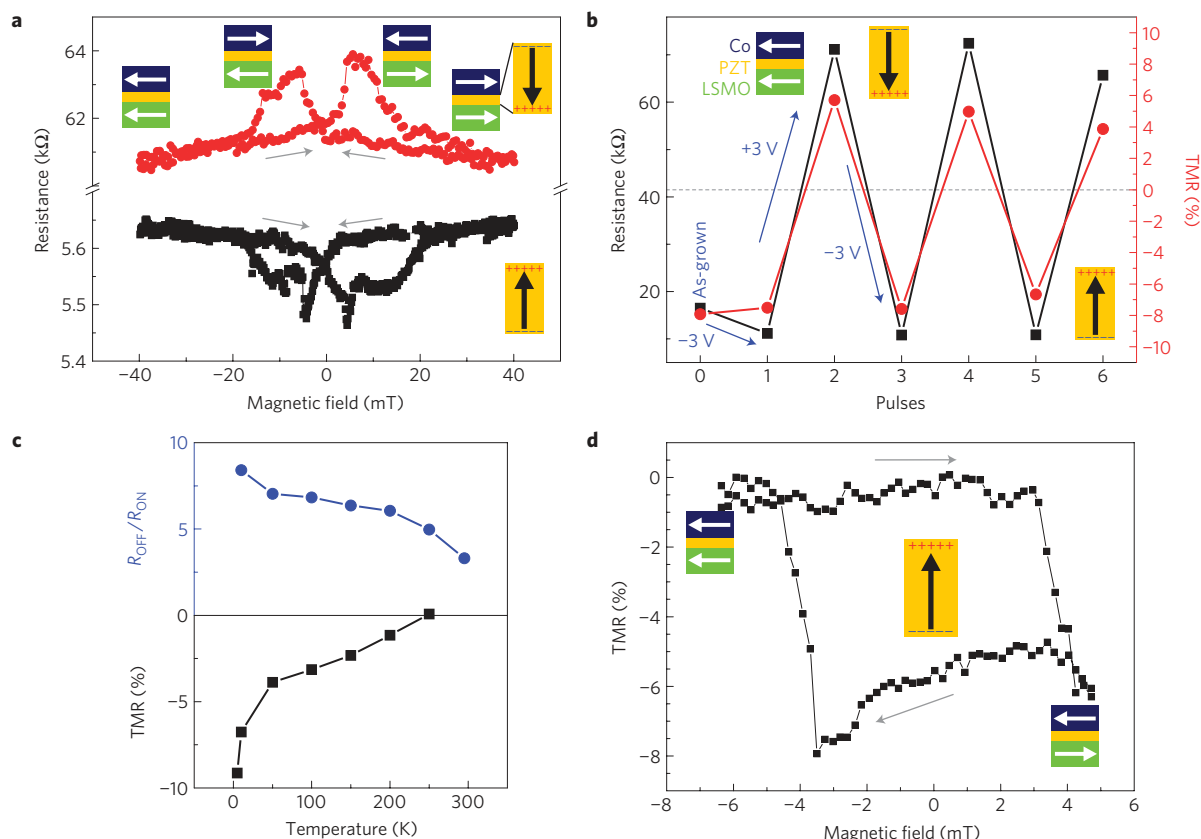 a
64
62
5.6
5.5
5.4
Resistance (kΩ)
Resistance (kΩ)
+++++
+++++
−40
−20
0
20
40
Magnetic field (mT)
b
Co
PZT
LSMO
+++++
+3 V
−3 V
As-grown
−3 V
+++++
60
40
20
Resistance (kΩ)
10
8
6
4
2
0
−2
−4
−6
−8
−10
TMR (%)
0
1
2
3
4
5
6
Pulses
c
10
5
0
−5
−10
R_OFF/R_ON
TMR (%)
0
100
200
300
Temperature (K)
d
0
−2
−4
−6
−8
TMR (%)
+++++
−8
−6
−4
−2
0
2
4
6
Magnetic field (mT)